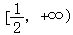 [1/2, +∞)